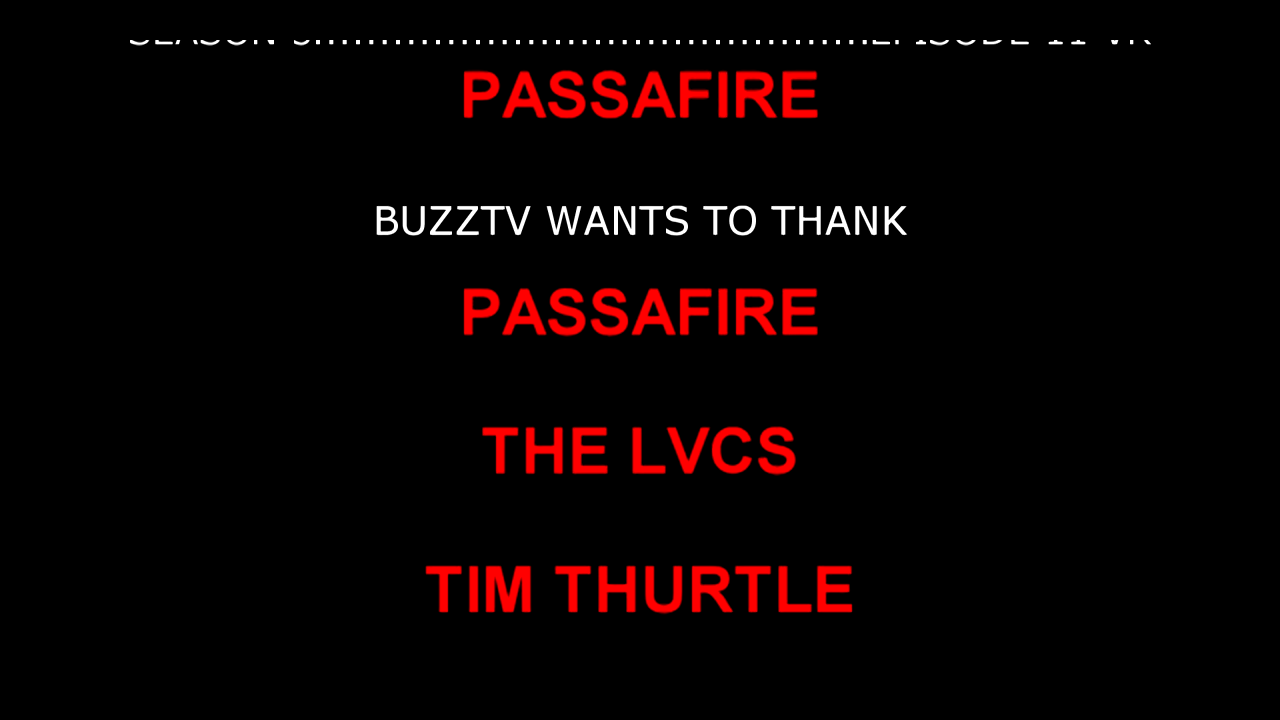 PASSAFIRE
BUZZTV WANTS TO THANK
PASSAFIRE
THE LVCS
TIM THURTLE